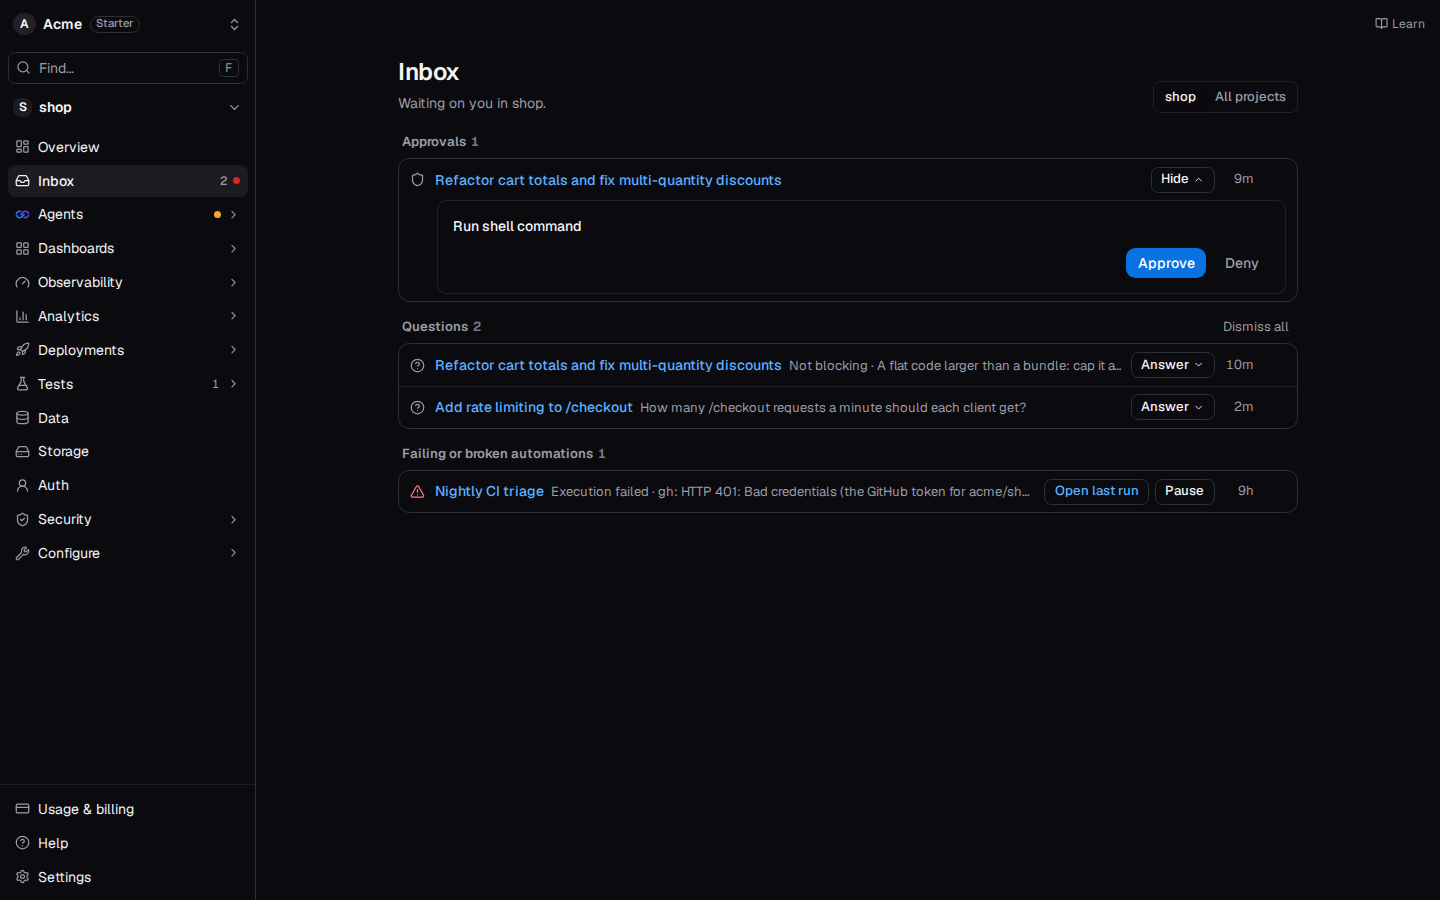 A Acme Starter
Learn
Find... F
S shop
Overview
Inbox 2
Agents
Dashboards
Observability
Analytics
Deployments
Tests 1
Data
Storage
Auth
Security
Configure
Usage & billing
Help
Settings
Inbox
Waiting on you in shop.
shop All projects
Approvals 1
Refactor cart totals and fix multi-quantity discounts Hide 9m
Run shell command
Approve Deny
Questions 2 Dismiss all
Refactor cart totals and fix multi-quantity discounts Not blocking · A flat code larger than a bundle: cap it a... Answer 10m
Add rate limiting to /checkout How many /checkout requests a minute should each client get? Answer 2m
Failing or broken automations 1
Nightly CI triage Execution failed · gh: HTTP 401: Bad credentials (the GitHub token for acme/sh... Open last run Pause 9h